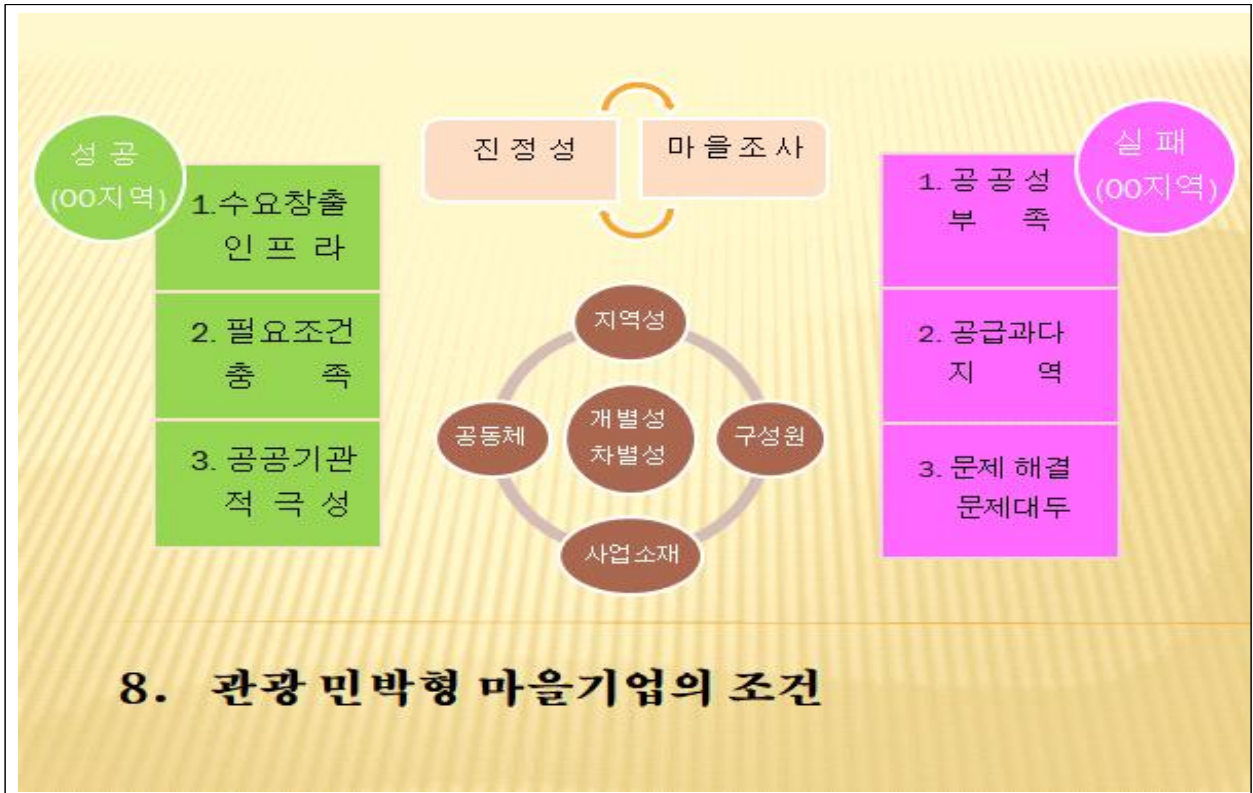 성 공
(00지역)
1.수요창출
인 프 라
2. 필요조건
충 족
3. 공공기관
적 극 성
진 정 성
마 을 조 사
지역성
공동체
개별성
차별성
구성원
사업소재
실 패
(00지역)
1. 공 공 성
부 족
2. 공급과다
지 역
3. 문제 해결
문제대두
8. 관광 민박형 마을기업의 조건